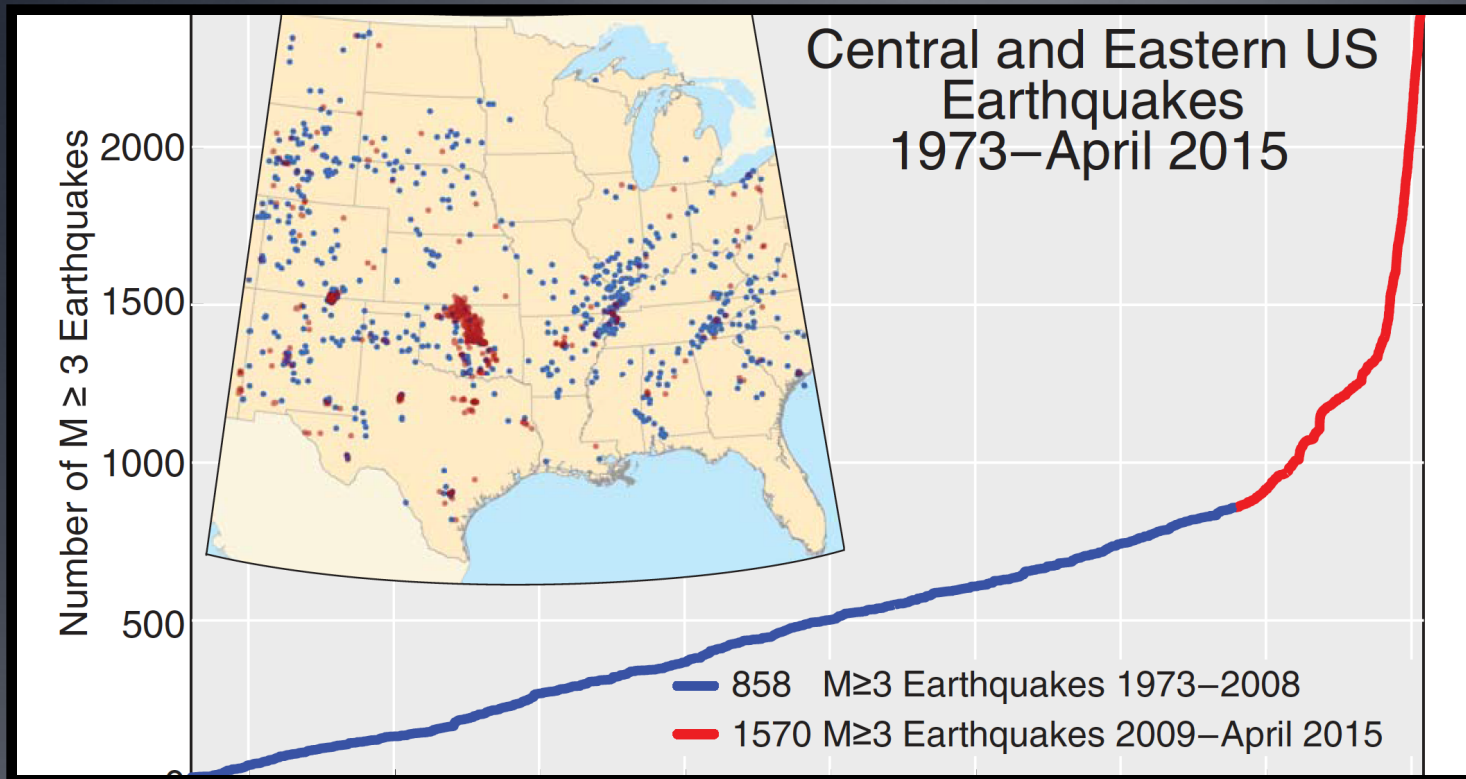 Central and Eastern US
Earthquakes
1973–April 2015
Number of M ≥ 3 Earthquakes
2000
1500
1000
500
0
858 M≥3 Earthquakes 1973–2008
1570 M≥3 Earthquakes 2009–April 2015